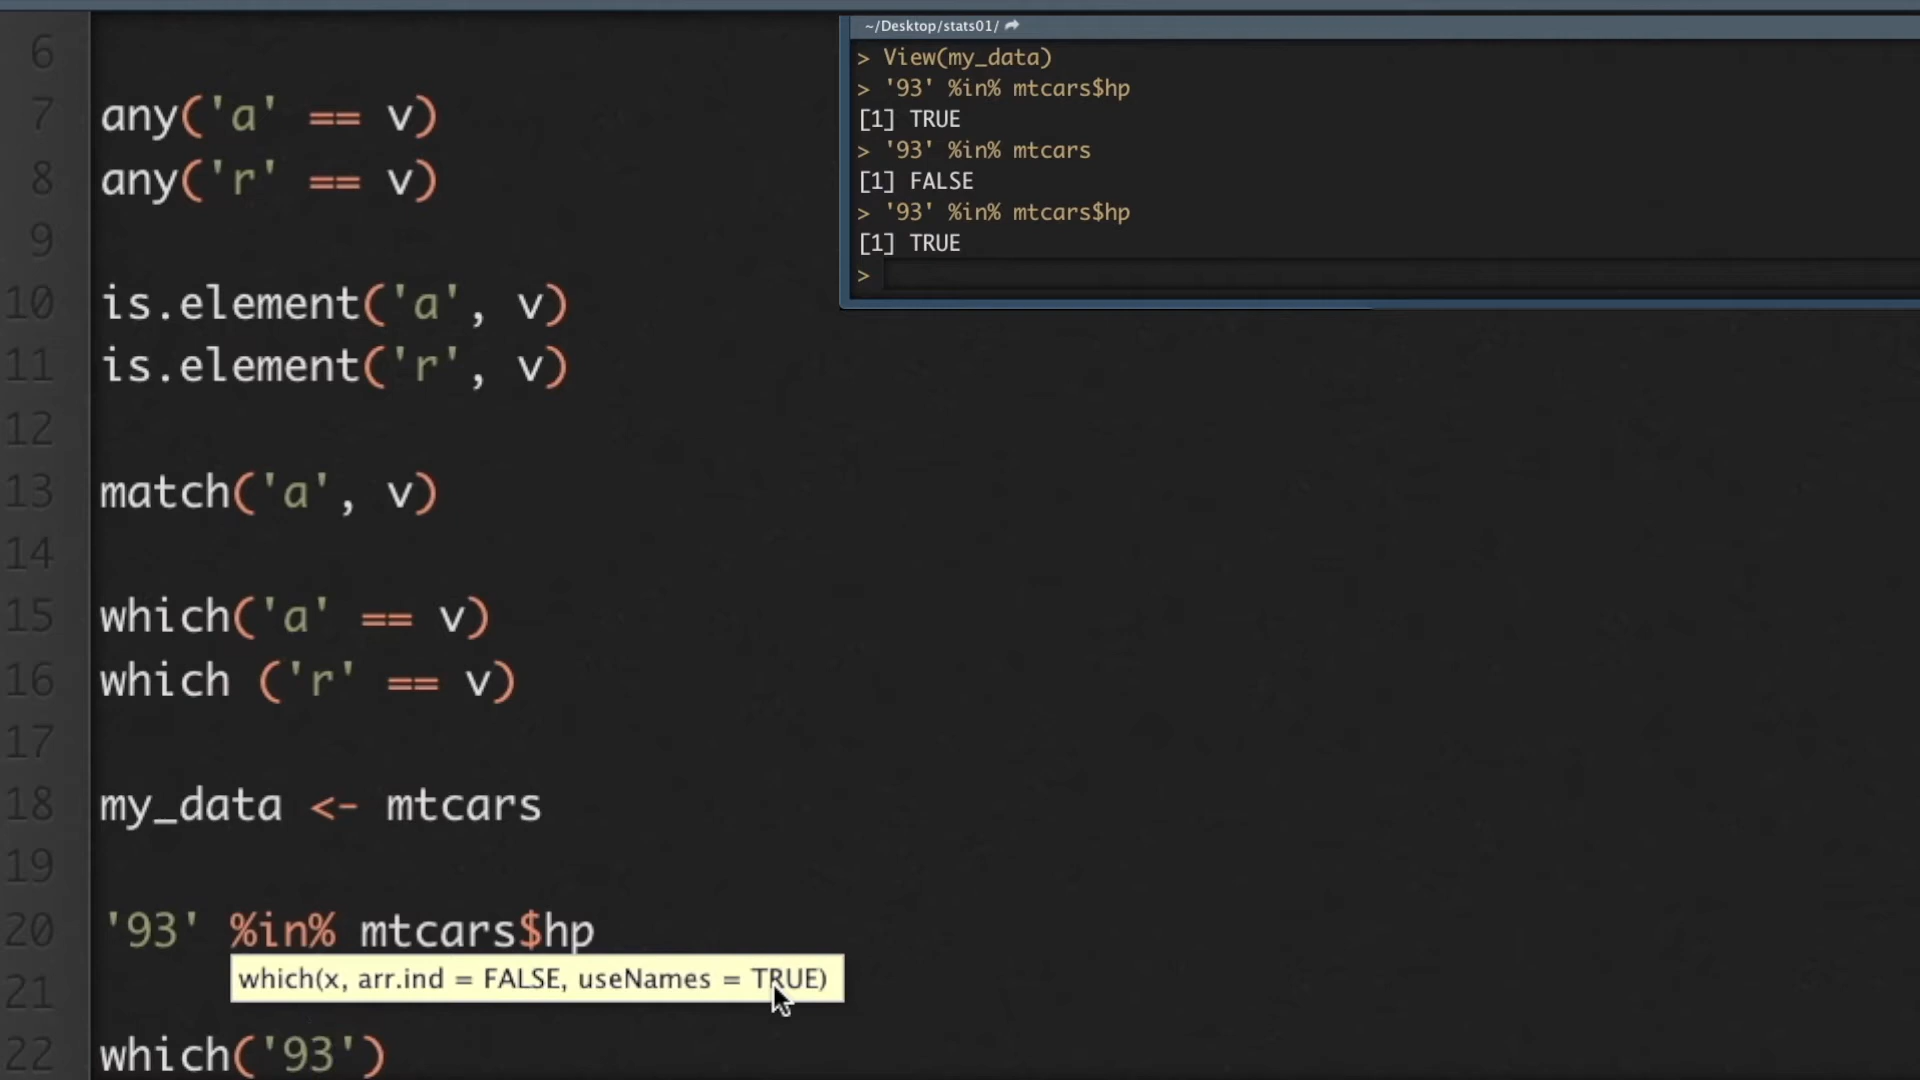 6
7 any('a' == v)
8 any('r' == v)
9
10 is.element('a', v)
11 is.element('r', v)
12
13 match('a', v)
14
15 which('a' == v)
16 which ('r' == v)
17
18 my_data <- mtcars
19
20 '93' %in% mtcars$hp
which(x, arr.ind = FALSE, useNames = TRUE)
21
22 which('93')
~/Desktop/stats01/
> View(my_data)
> '93' %in% mtcars$hp
[1] TRUE
> '93' %in% mtcars
[1] FALSE
> '93' %in% mtcars$hp
[1] TRUE
>